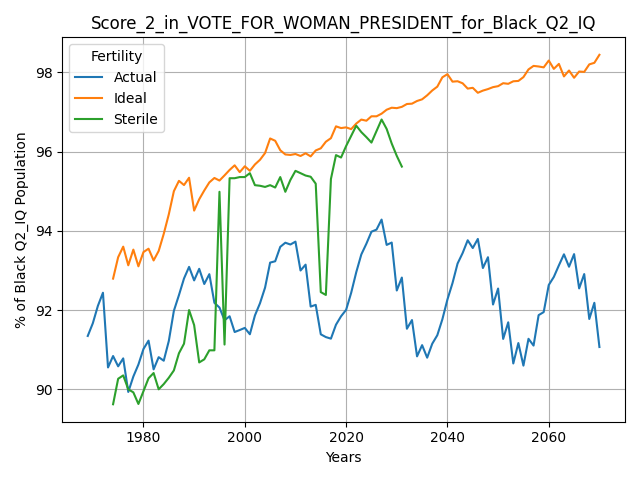 Score_2_in_VOTE_FOR_WOMAN_PRESIDENT_for_Black_Q2_IQ
Fertility
Actual
Ideal
Sterile
% of Black Q2_IQ Population
98
96
94
92
90
1980
2000
2020
2040
2060
Years